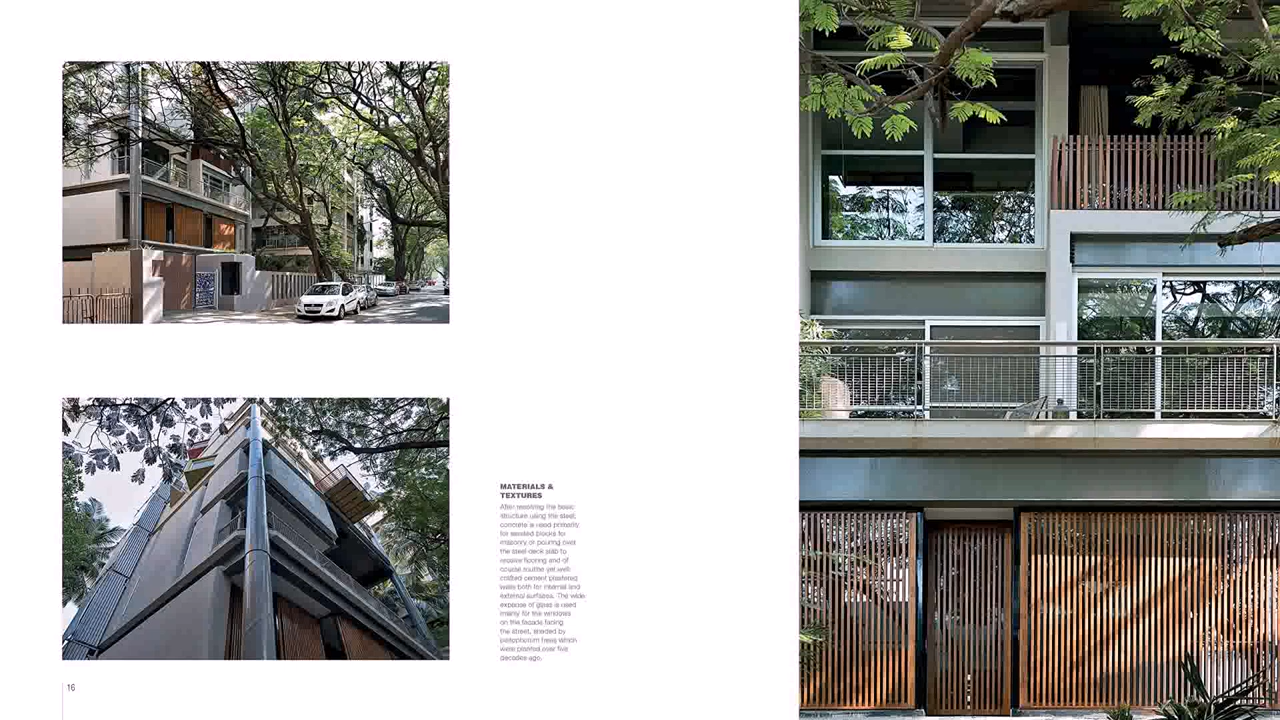 MATERIALS &
TEXTURES
After resolving the basic
structure using the steel,
concrete is used primarily
for sanded blocks for
masonry or pouring over
the steel deck slab to
receive flooring and of
course routine yet well-
crafted cement plastered
walls both for internal and
external surfaces. The wide
expanse of glass is used
mainly for the windows
on the facade facing
the street, shaded by
trees which
were planted over five
decades ago.
16